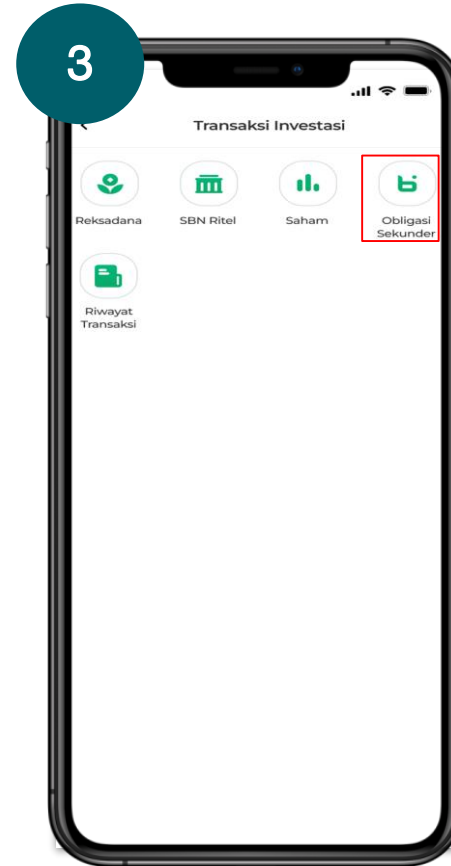 3
Transaksi Investasi
Reksadana SBN Ritel Saham Obligasi
Sekunder
Riwayat
Transaksi